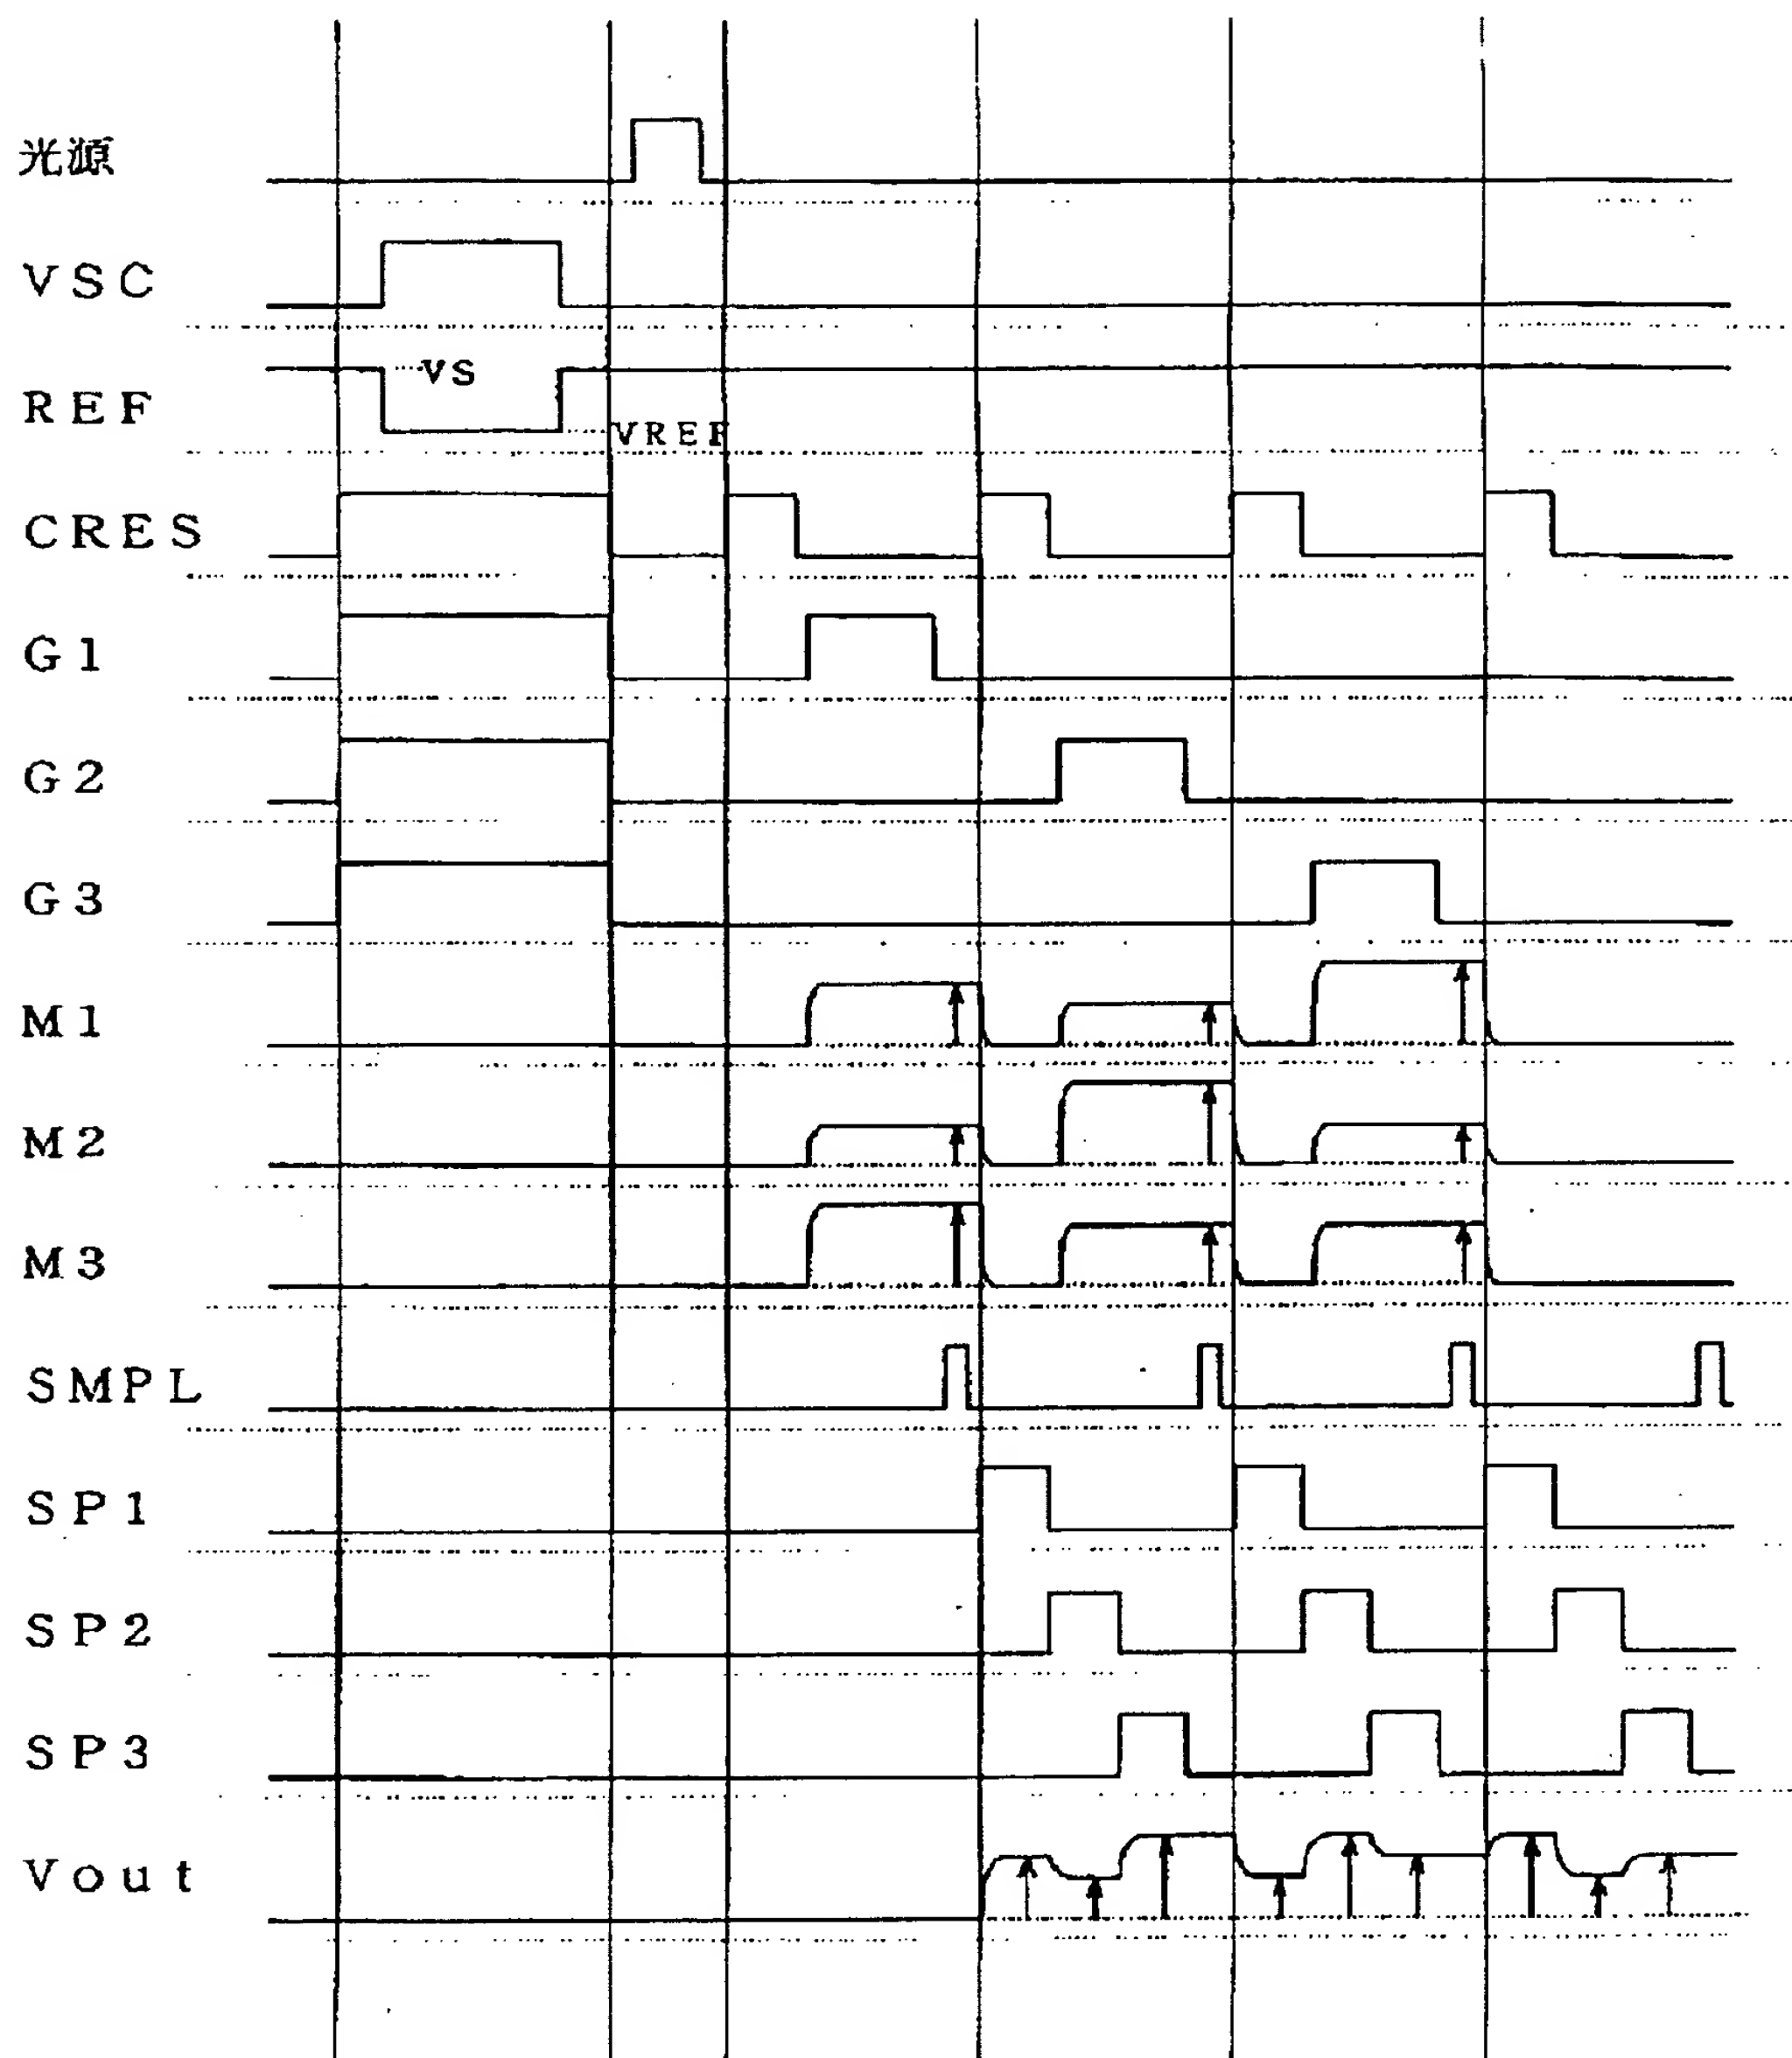 光源
VSC
VS
REF
VREF
CRES
G1
G2
G3
M1
M2
M3
SMPL
SP1
SP2
SP3
Vout